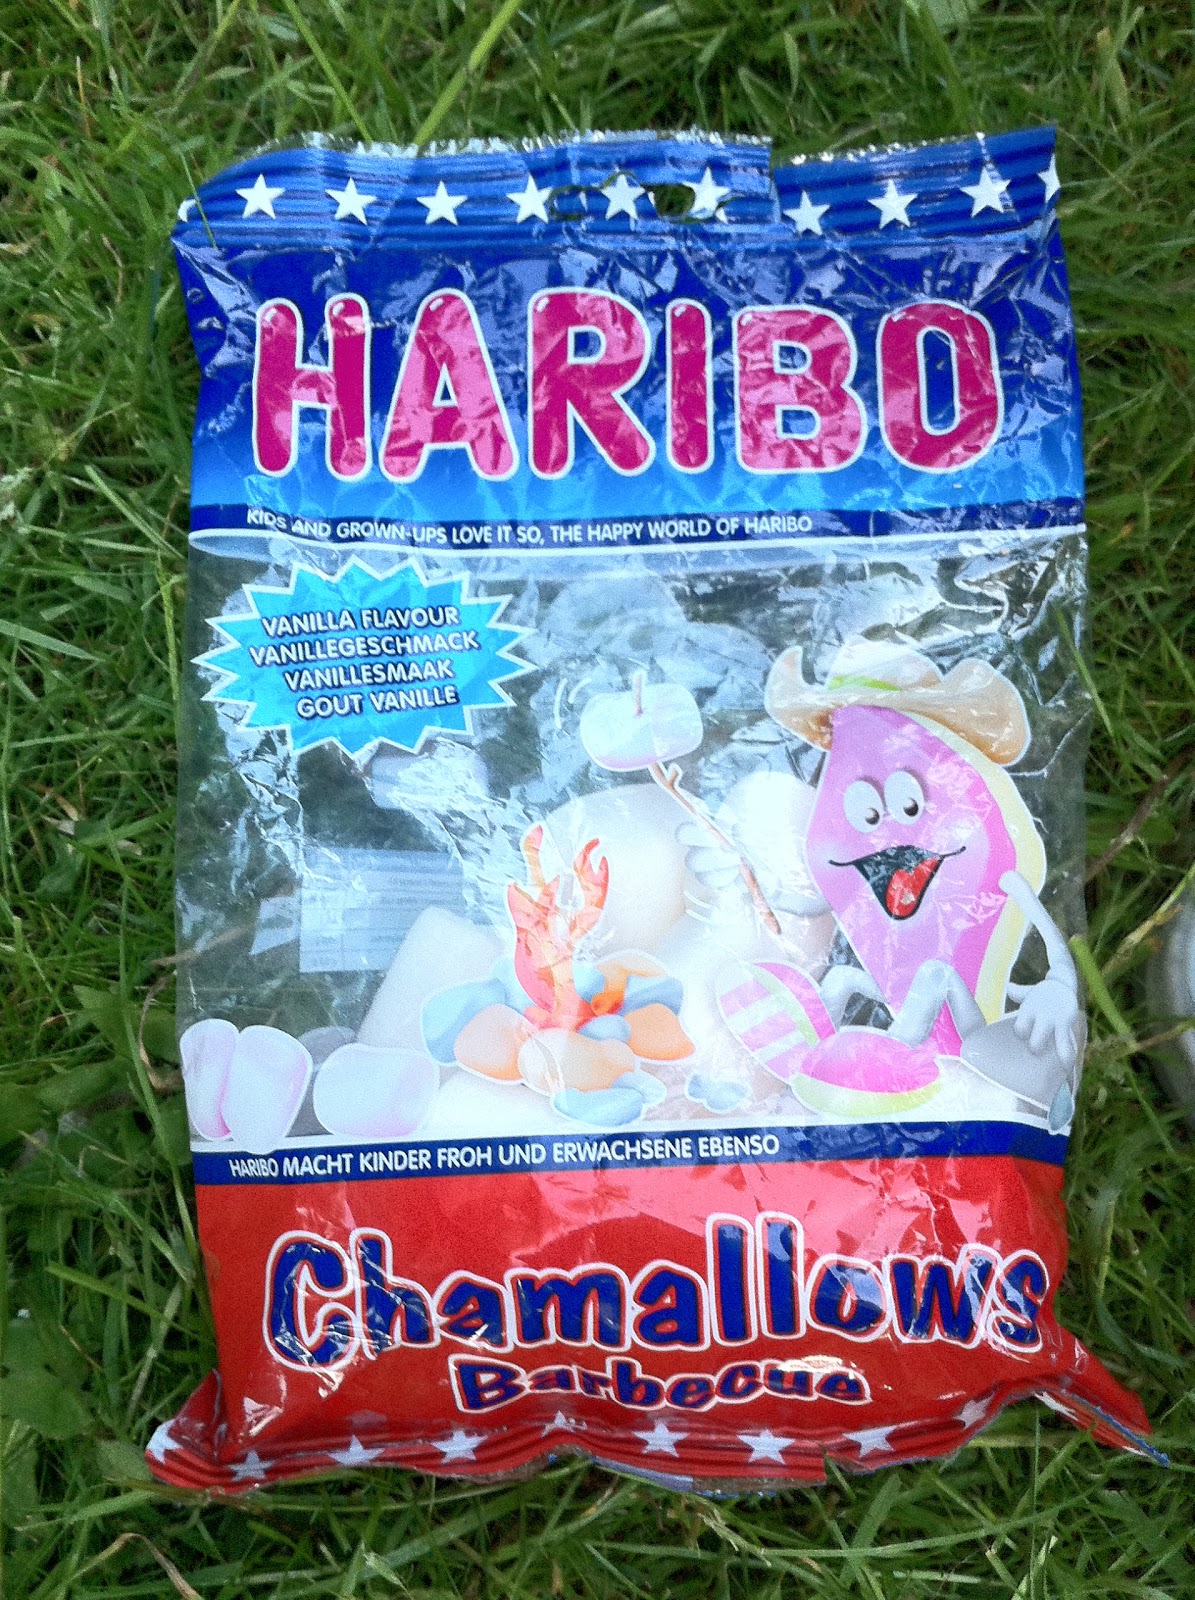 HARIBO
KIDS AND GROWN-UPS LOVE IT SO, THE HAPPY WORLD OF HARIBO
VANILLA FLAVOUR
VANILLEGESCHMACK
VANILLESMAAK
GOUT VANILLE
HARIBO MACHT KINDER FROH UND ERWACHSENE EBENSO
Chamallows
Barbecue